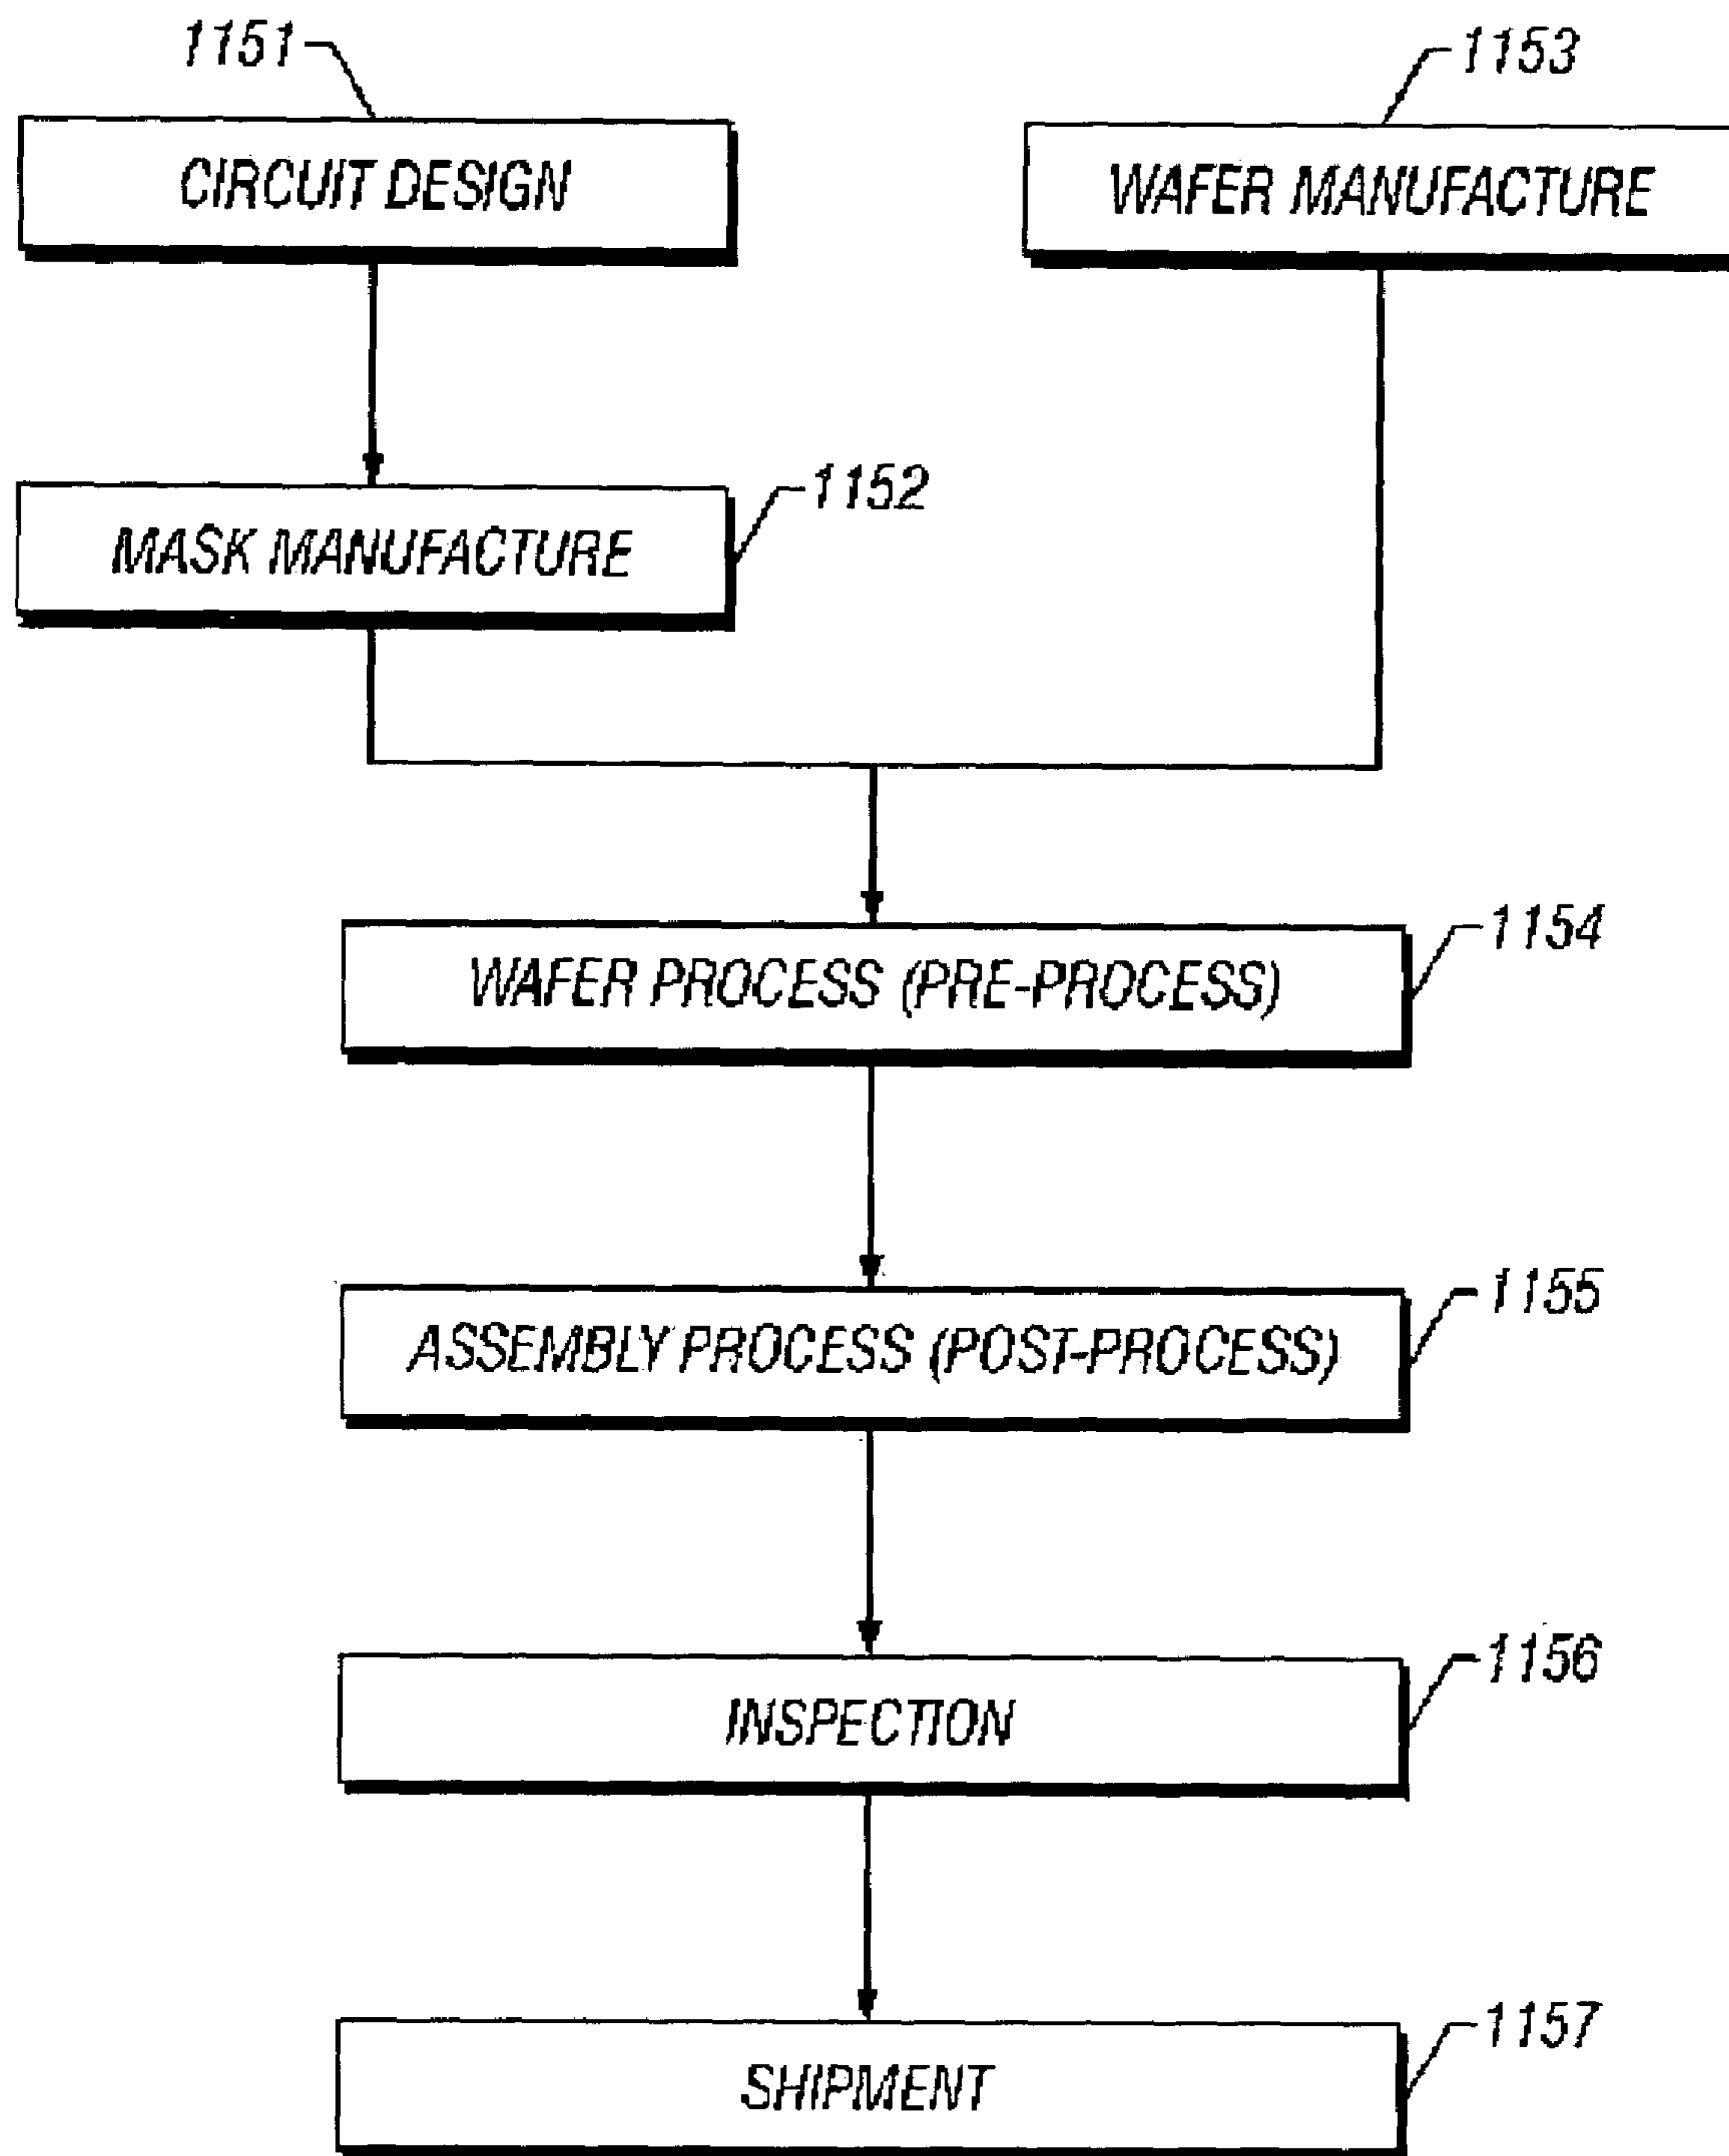 1151
1153
CIRCUIT DESIGN
WAFER MANUFACTURE
1152
MASK MANUFACTURE
1154
WAFER PROCESS (PRE-PROCESS)
1155
ASSEMBLY PROCESS (POST-PROCESS)
1156
INSPECTION
1157
SHIPMENT